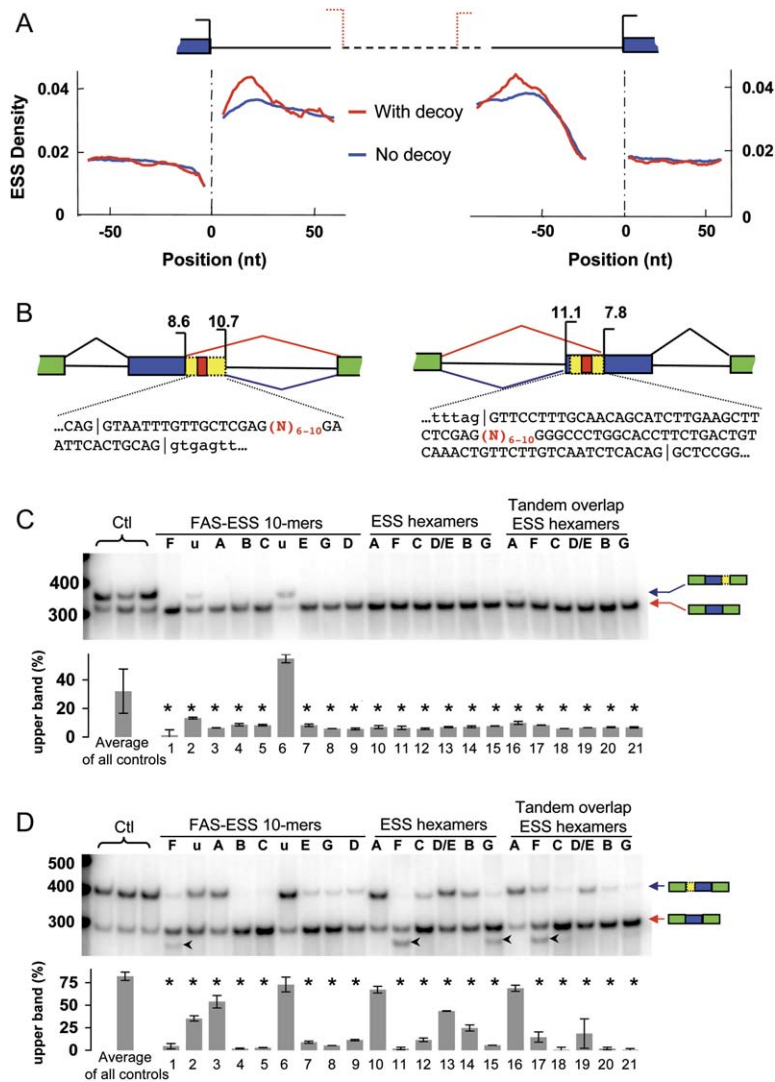 A
ESS Density
0.04
0.02
0
With decoy
No decoy
0.04
0.02
0
-50 0 50
-50 0 50
Position (nt)
Position (nt)
B
8.6 10.7
11.1 7.8
...CAG|GTAATTTGTTGCTCGAG(N)6-10GA
ATTCACTGCAG|gtgagtt...
...tttag|GTTCCTTTGCAACAGCATCTTGAAGCTT
CTCGAG(N)6-10GGGCCCTGGCACCTTCTGACTGT
CAAACTGTTCTTGTCAATCTCACAG|GCTCCGG...
C
Ctl
FAS-ESS 10-mers
ESS hexamers
Tandem overlap
ESS hexamers
F u A B C u E G D A F C D/E B G A F C D/E B G
400
300
upper band (%)
40
20
0
* * * * * * * * * * * * * * * * * * * *
Average
of all controls
1 2 3 4 5 6 7 8 9 10 11 12 13 14 15 16 17 18 19 20 21
D
Ctl
FAS-ESS 10-mers
ESS hexamers
Tandem overlap
ESS hexamers
F u A B C u E G D A F C D/E B G A F C D/E B G
500
400
300
upper band (%)
75
50
25
0
* * * * * * * * * * * * * * * * * * * * *
Average
of all controls
1 2 3 4 5 6 7 8 9 10 11 12 13 14 15 16 17 18 19 20 21